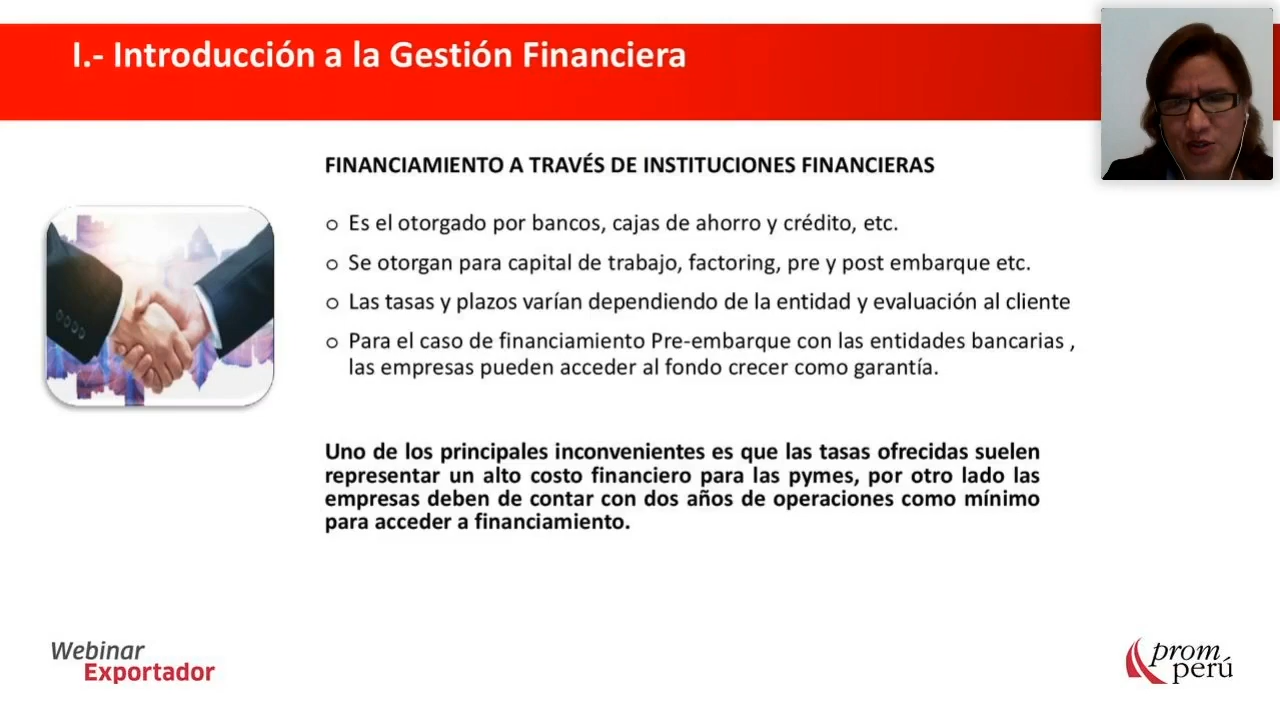 I.- Introducción a la Gestión Financiera
FINANCIAMIENTO A TRAVÉS DE INSTITUCIONES FINANCIERAS
o Es el otorgado por bancos, cajas de ahorro y crédito, etc.
o Se otorgan para capital de trabajo, factoring, pre y post embarque etc.
o Las tasas y plazos varían dependiendo de la entidad y evaluación al cliente
o Para el caso de financiamiento Pre-embarque con las entidades bancarias ,
las empresas pueden acceder al fondo crecer como garantía.
Uno de los principales inconvenientes es que las tasas ofrecidas suelen
representar un alto costo financiero para las pymes, por otro lado las
empresas deben de contar con dos años de operaciones como mínimo
para acceder a financiamiento.
Webinar
Exportador
prom
perú